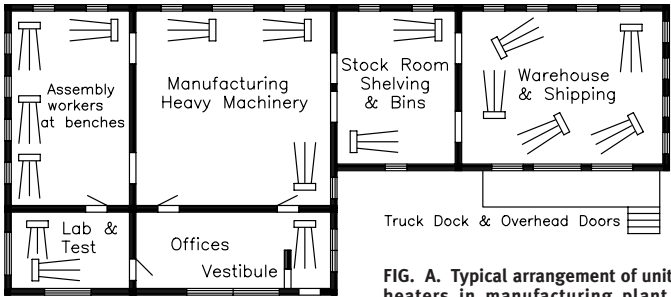 Assembly
workers
at benches
Manufacturing
Heavy Machinery
Stock Room
Shelving
& Bins
Warehouse
& Shipping
Lab &
Test
Offices
Vestibule
Truck Dock & Overhead Doors
FIG. A. Typical arrangement of unit
heaters in manufacturing plant